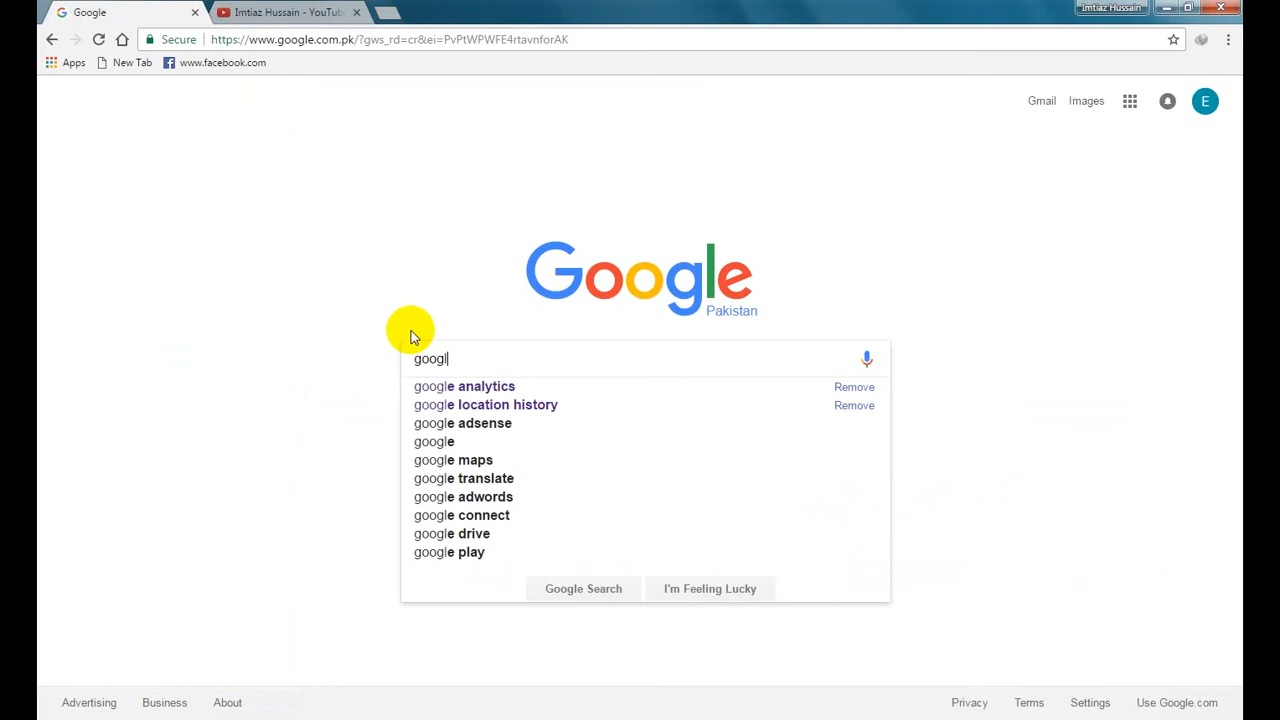 Google
Imtiaz Hussain - YouTub
Imtiaz Hussain
Secure
https://www.google.com.pk/?gws_rd=cr&ei=PvPtWPWFE4rtavnforAK
Apps
New Tab
www.facebook.com
Gmail
Images
E
Google
Pakistan
googl
google analytics
Remove
google location history
Remove
google adsense
google
google maps
google translate
google adwords
google connect
google drive
google play
Google Search
I'm Feeling Lucky
Advertising
Business
About
Privacy
Terms
Settings
Use Google.com